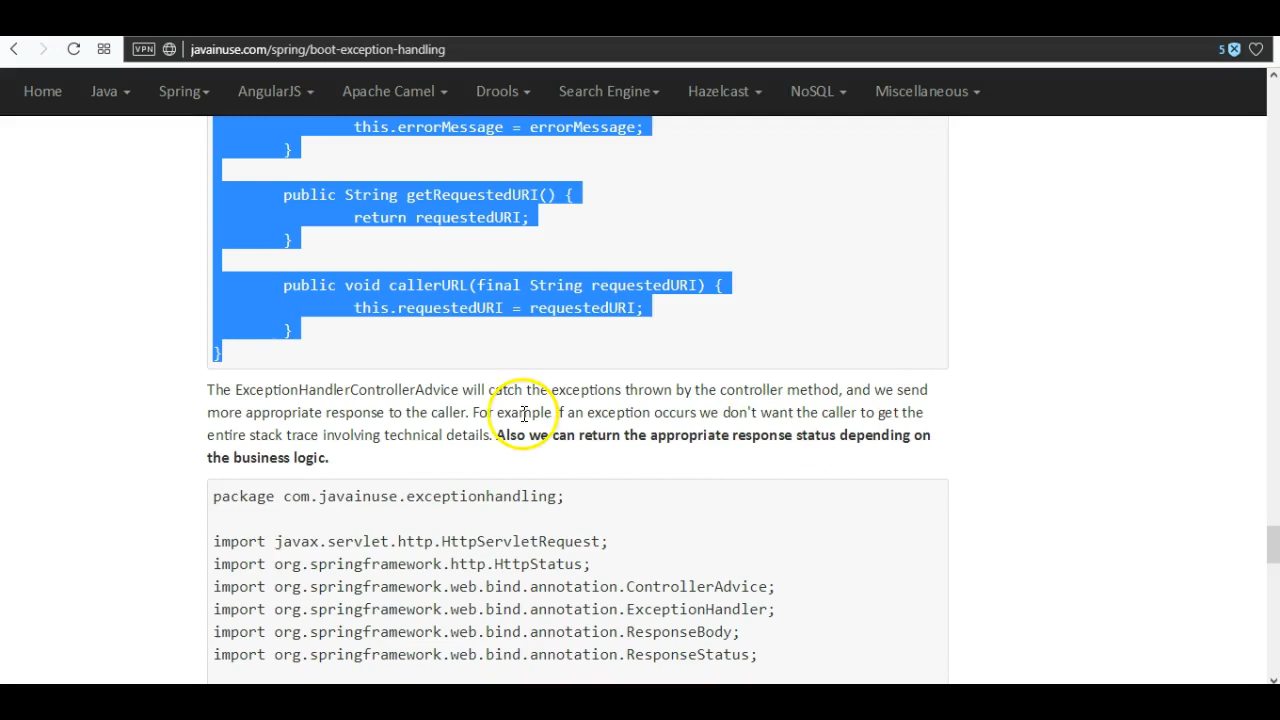 VPN javainuse.com/spring/boot-exception-handling 5
Home Java Spring AngularJS Apache Camel Drools Search Engine Hazelcast NoSQL Miscellaneous
this.errorMessage = errorMessage;
}
public String getRequestedURI() {
return requestedURI;
}
public void callerURL(final String requestedURI) {
this.requestedURI = requestedURI;
}
}
The ExceptionHandlerControllerAdvice will catch the exceptions thrown by the controller method, and we send
more appropriate response to the caller. For example if an exception occurs we don't want the caller to get the
entire stack trace involving technical details. Also we can return the appropriate response status depending on
the business logic.
package com.javainuse.exceptionhandling;
import javax.servlet.http.HttpServletRequest;
import org.springframework.http.HttpStatus;
import org.springframework.web.bind.annotation.ControllerAdvice;
import org.springframework.web.bind.annotation.ExceptionHandler;
import org.springframework.web.bind.annotation.ResponseBody;
import org.springframework.web.bind.annotation.ResponseStatus;